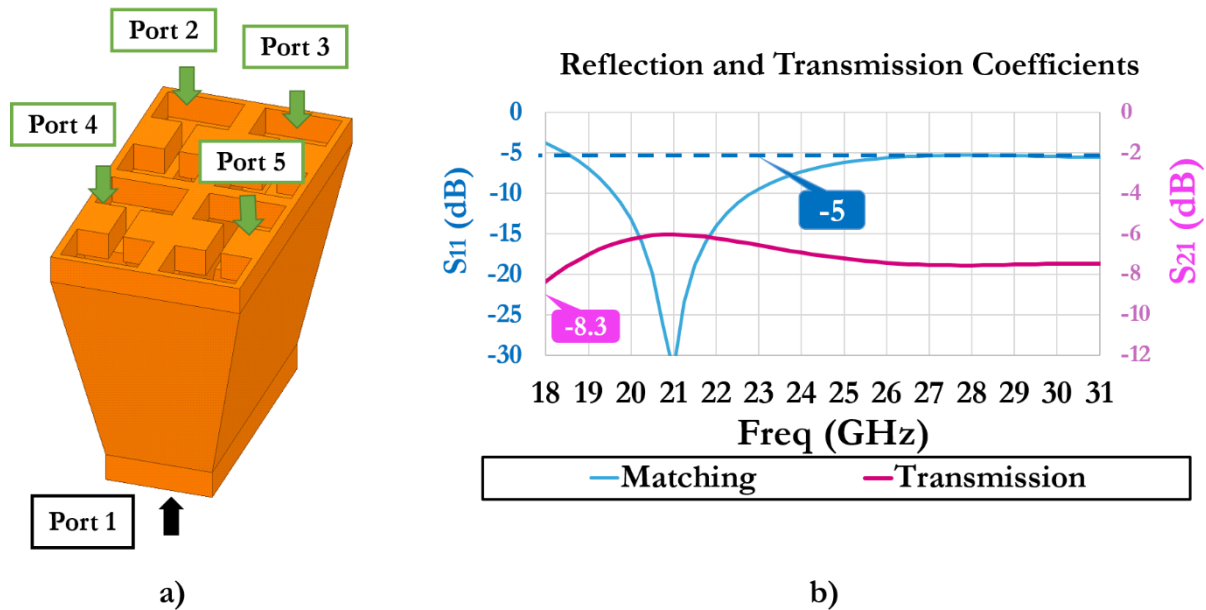 Port 2
Port 3
Port 4
Port 5
Port 1
a)
Reflection and Transmission Coefficients
S11 (dB)
0
-5
-10
-15
-20
-25
-30
-5
-8.3
0
-2
-4
-6
-8
-10
-12
S21 (dB)
18 19 20 21 22 23 24 25 26 27 28 29 30 31
Freq (GHz)
Matching Transmission
b)